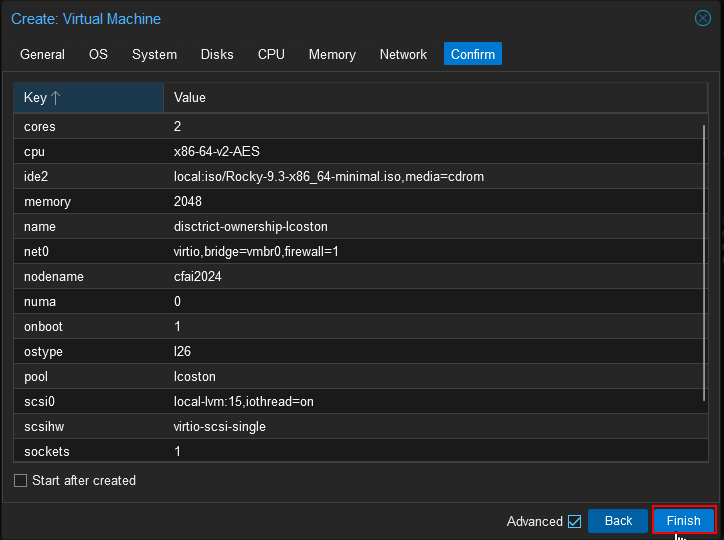 Create: Virtual Machine
General OS System Disks CPU Memory Network Confirm
Key Value
cores 2
cpu x86-64-v2-AES
ide2 local:iso/Rocky-9.3-x86_64-minimal.iso,media=cdrom
memory 2048
name disctrict-ownership-lcoston
net0 virtio,bridge=vmbr0,firewall=1
nodename cfai2024
numa 0
onboot 1
ostype l26
pool lcoston
scsi0 local-lvm:15,iothread=on
scsihw virtio-scsi-single
sockets 1
Start after created
Advanced Back Finish